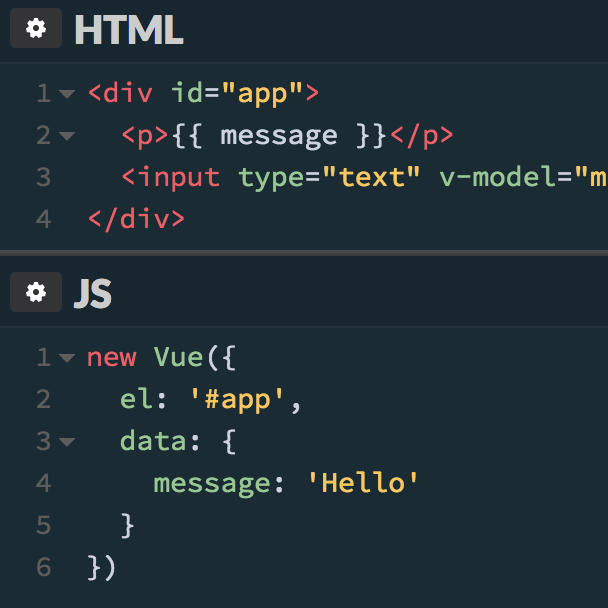 HTML
1 <div id="app">
2 <p>{{ message }}</p>
3 <input type="text" v-model="m
4 </div>
JS
1 new Vue({
2 el: '#app',
3 data: {
4 message: 'Hello'
5 }
6 })